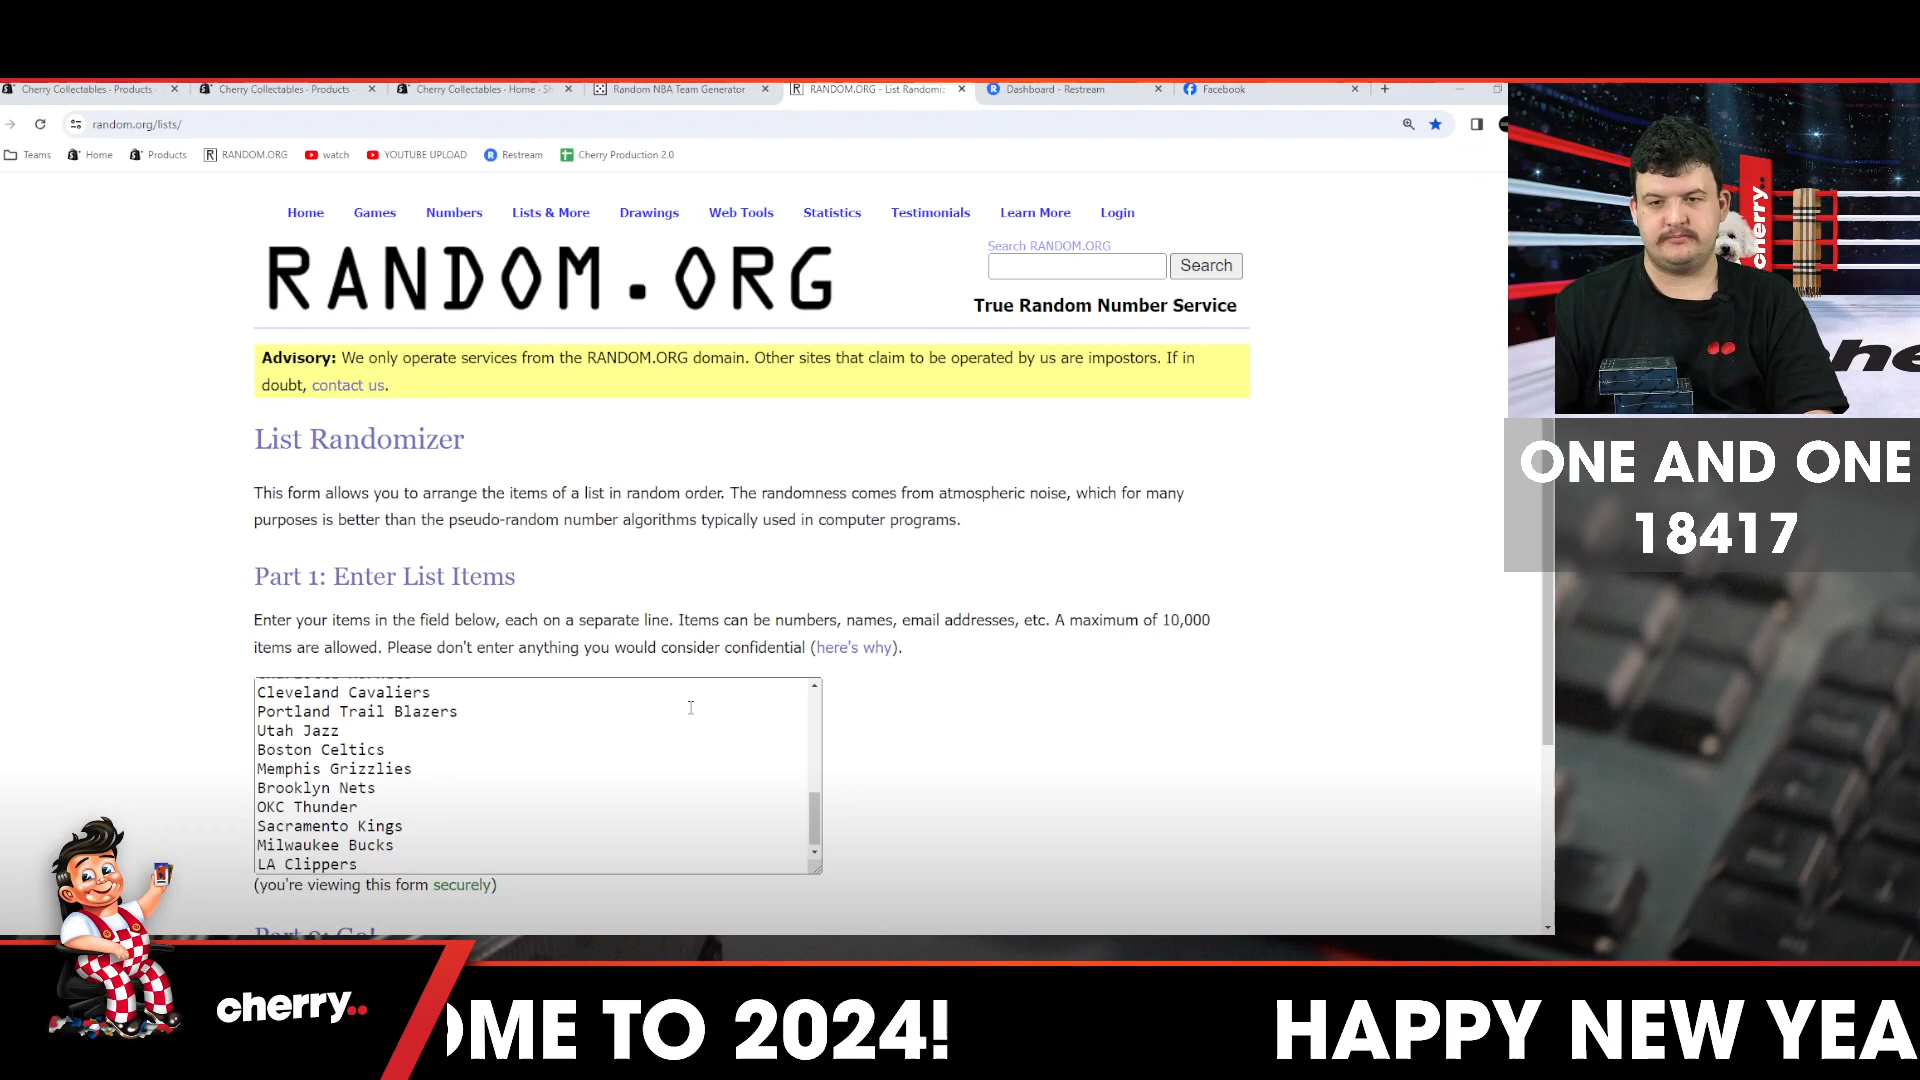 Cherry Collectables · Products
Cherry Collectables · Products
Cherry Collectables · Home · Sh
Random NBA Team Generator
RANDOM.ORG - List Randomiz
Dashboard - Restream
Facebook
random.org/lists/
Teams
Home
Products
RANDOM.ORG
watch
YOUTUBE UPLOAD
Restream
Cherry Production 2.0
Home
Games
Numbers
Lists & More
Drawings
Web Tools
Statistics
Testimonials
Learn More
Login
RANDOM.ORG
Search RANDOM.ORG
Search
True Random Number Service
Advisory: We only operate services from the RANDOM.ORG domain. Other sites that claim to be operated by us are impostors. If in
doubt, contact us.
List Randomizer
This form allows you to arrange the items of a list in random order. The randomness comes from atmospheric noise, which for many
purposes is better than the pseudo-random number algorithms typically used in computer programs.
Part 1: Enter List Items
Enter your items in the field below, each on a separate line. Items can be numbers, names, email addresses, etc. A maximum of 10,000
items are allowed. Please don't enter anything you would consider confidential (here's why).
Cleveland Cavaliers
Portland Trail Blazers
Utah Jazz
Boston Celtics
Memphis Grizzlies
Brooklyn Nets
OKC Thunder
Sacramento Kings
Milwaukee Bucks
LA Clippers
(you're viewing this form securely)
Part 2: Go!
cherry..
che
ONE AND ONE
18417
cherry..
OME TO 2024!
HAPPY NEW YEA